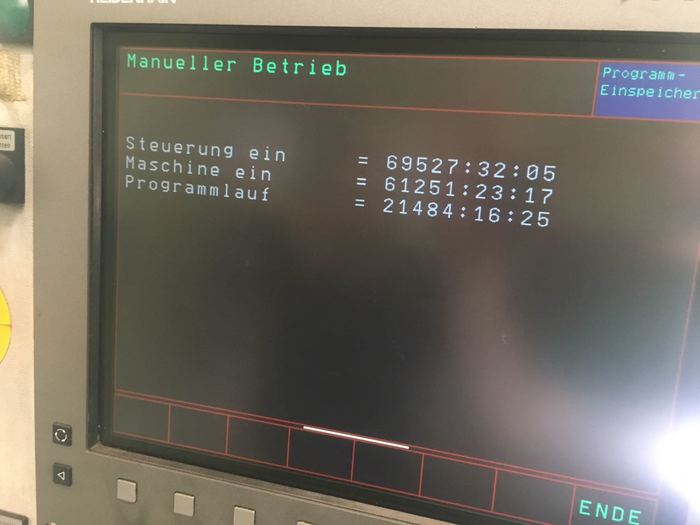 HEIDENHAIN
Manueller Betrieb
Programm-
Einspeicher
Steuerung ein = 69527:32:05
Maschine ein = 61251:23:17
Programmlauf = 21484:16:25
ENDE